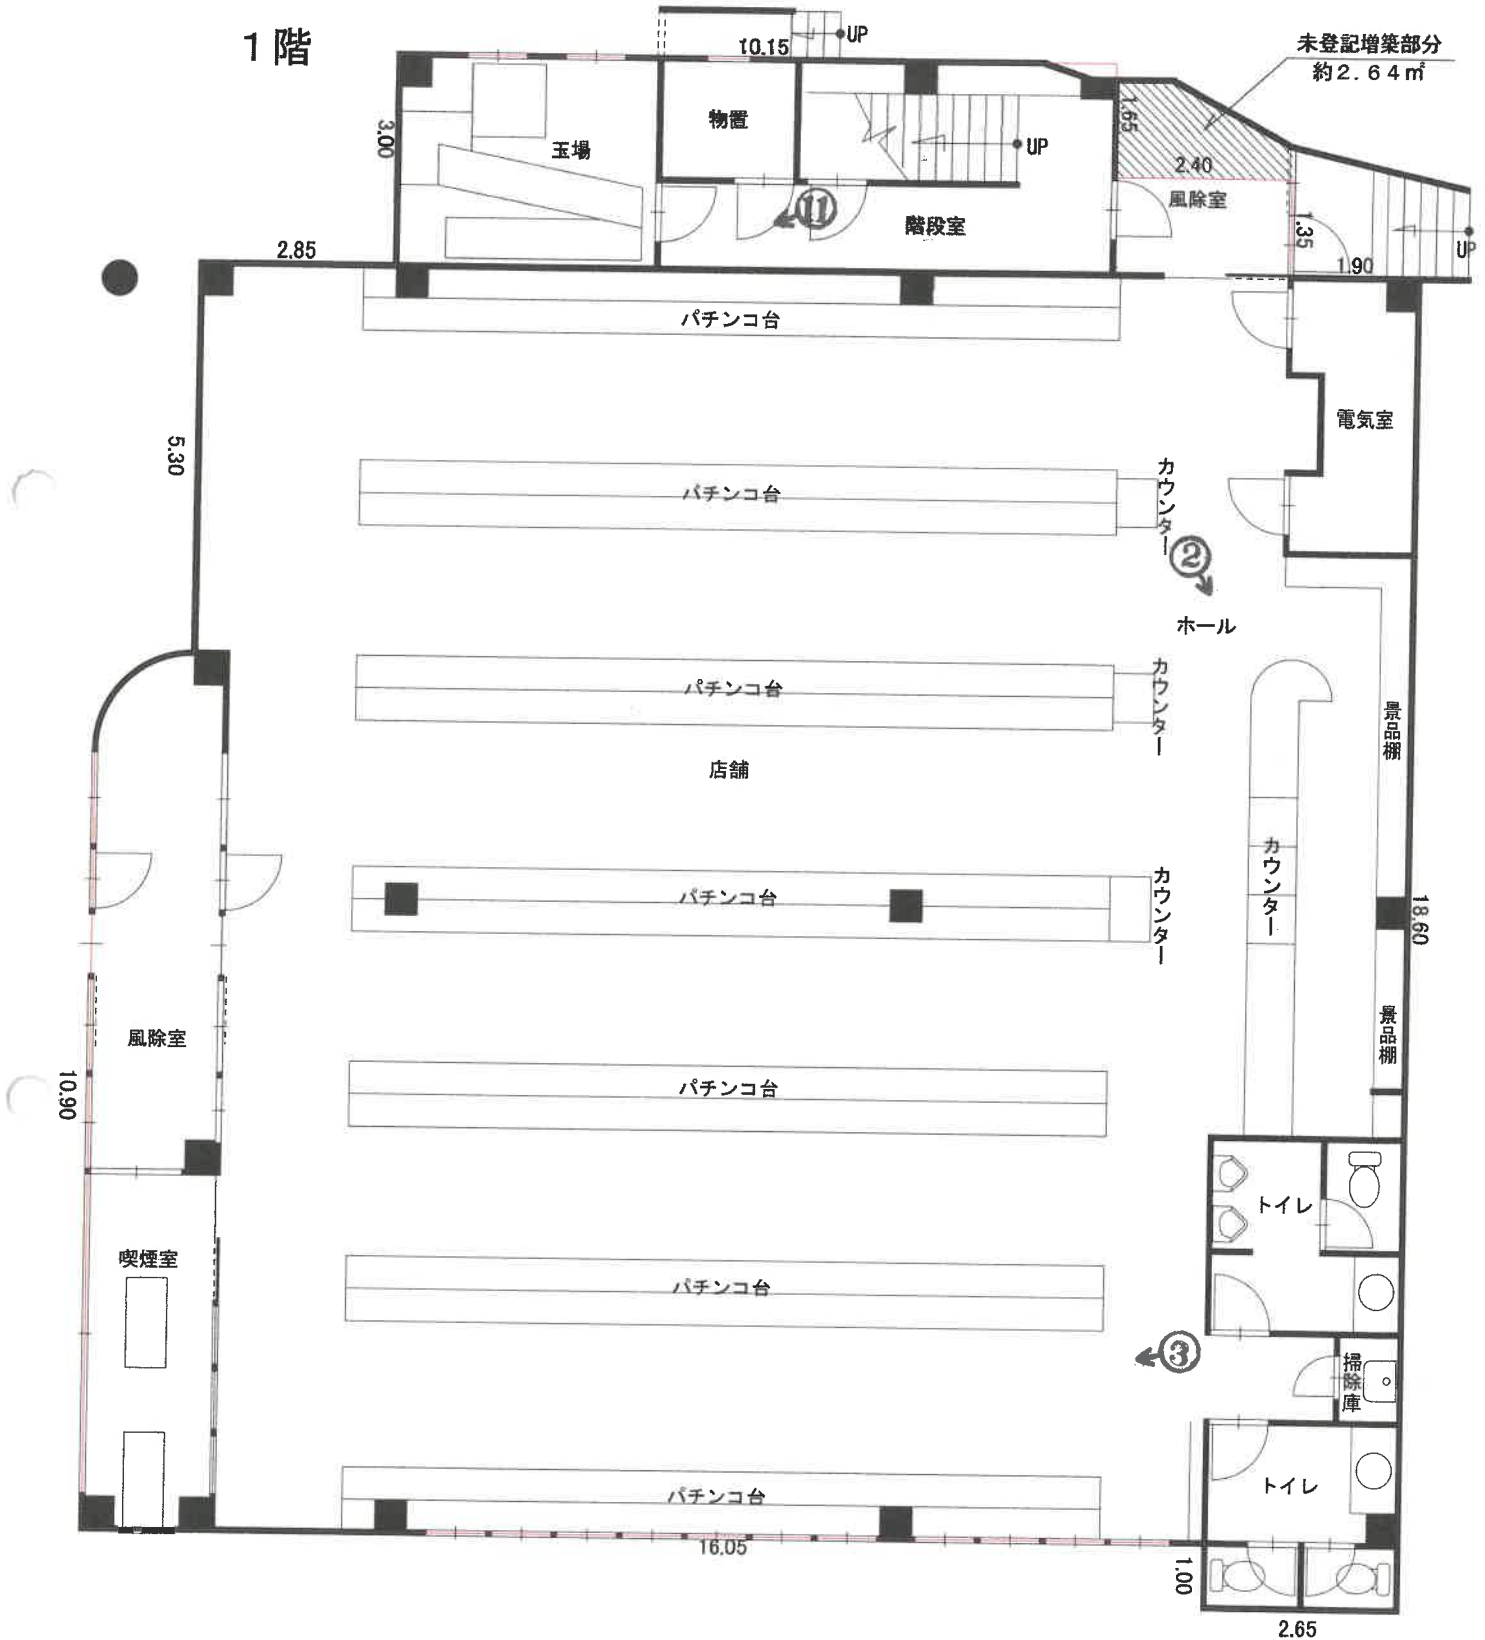 1階
10.15
UP
未登記増築部分
約2.64㎡
3.00
玉場
物置
UP
1.65
2.40
風除室
⑪
階段室
1.35
1.90
UP
2.85
パチンコ台
5.30
電気室
パチンコ台
カウンター
②
ホール
パチンコ台
カウンター
景品棚
店舗
カウンター
パチンコ台
カウンター
18.60
風除室
景品棚
10.90
パチンコ台
トイレ
喫煙室
パチンコ台
③
掃除庫
パチンコ台
トイレ
16.05
1.00
2.65